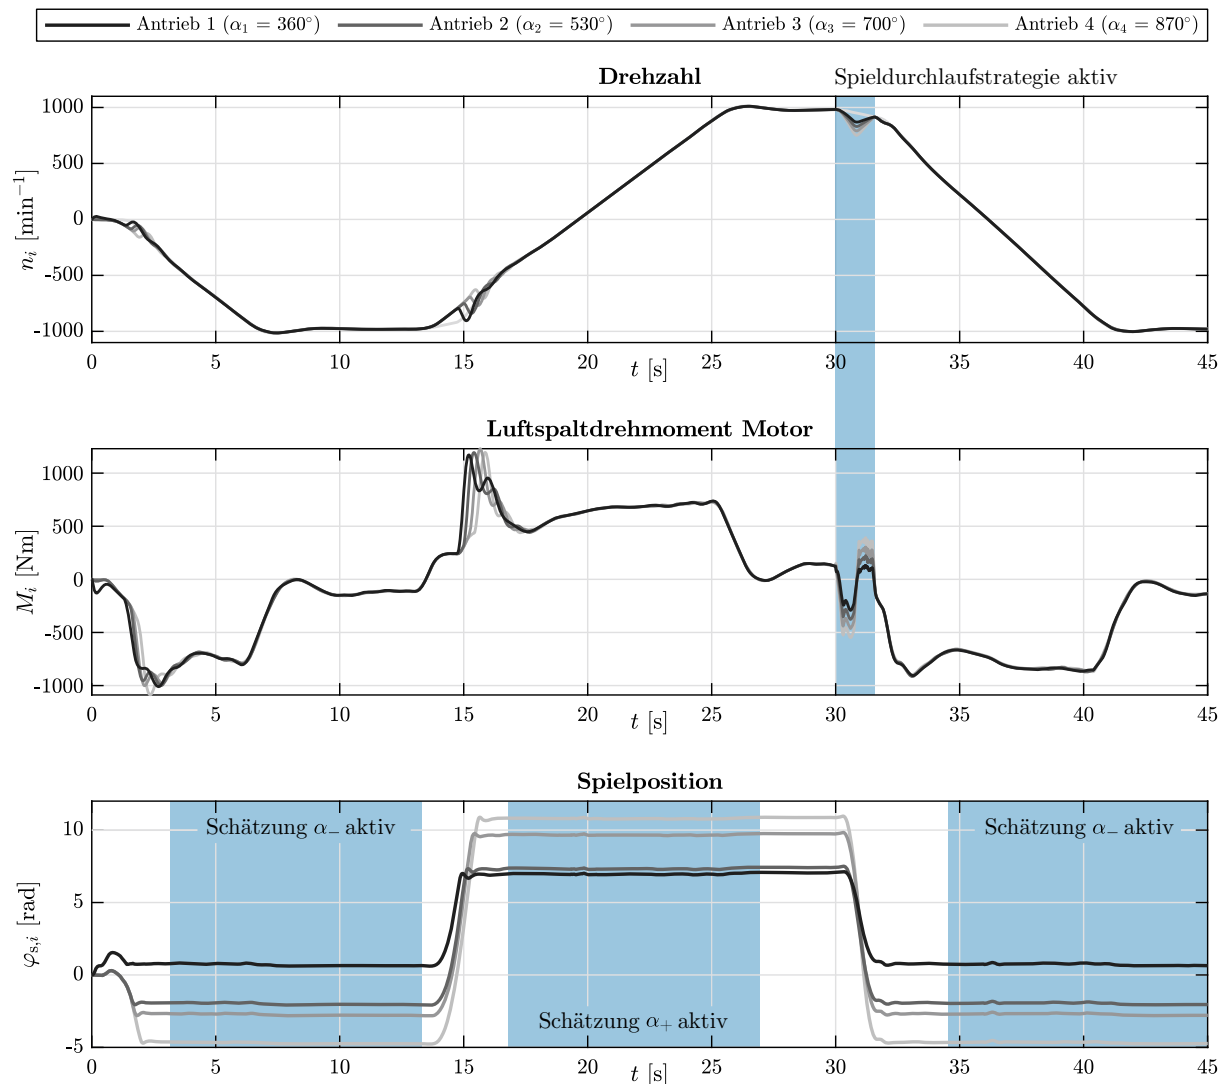 Antrieb 1 (α₁ = 360°) Antrieb 2 (α₂ = 530°) Antrieb 3 (α₃ = 700°) Antrieb 4 (α₄ = 870°)
Drehzahl Spieldurchlaufstrategie aktiv
1000
500
0
-500
-1000
nᵢ [min⁻¹]
0 5 10 15 20 25 30 35 40 45
t [s]
Luftspaltdrehmoment Motor
1000
500
0
-500
-1000
Mᵢ [Nm]
0 5 10 15 20 25 30 35 40 45
t [s]
Spielposition
10
5
0
-5
φs,i [rad]
Schätzung α₋ aktiv Schätzung α₋ aktiv
Schätzung α₊ aktiv
0 5 10 15 20 25 30 35 40 45
t [s]